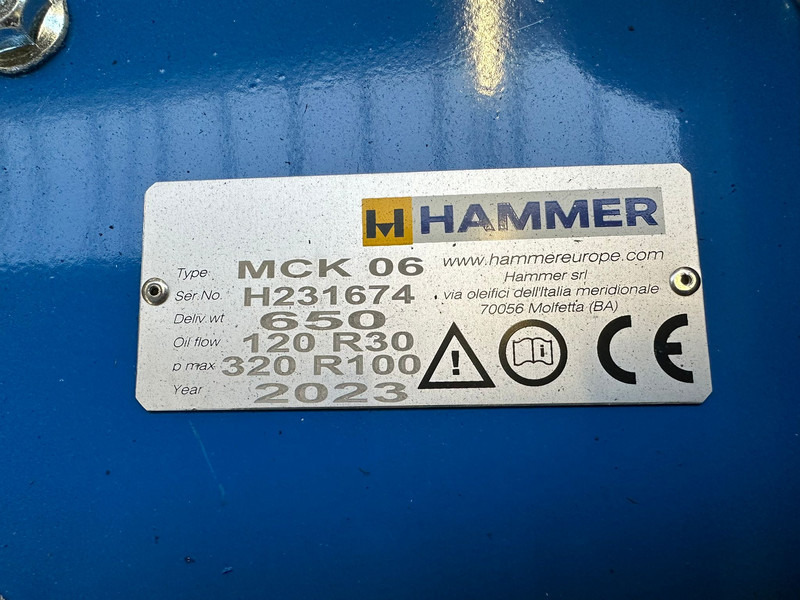 H HAMMER
www.hammereurope.com
Hammer srl
via oleifici dell'Italia meridionale
70056 Molfetta (BA)
Type MCK 06
Ser.No. H231674
Deliv.wt 650
Oil flow 120 R30
p max 320 R100
Year 2023
CE